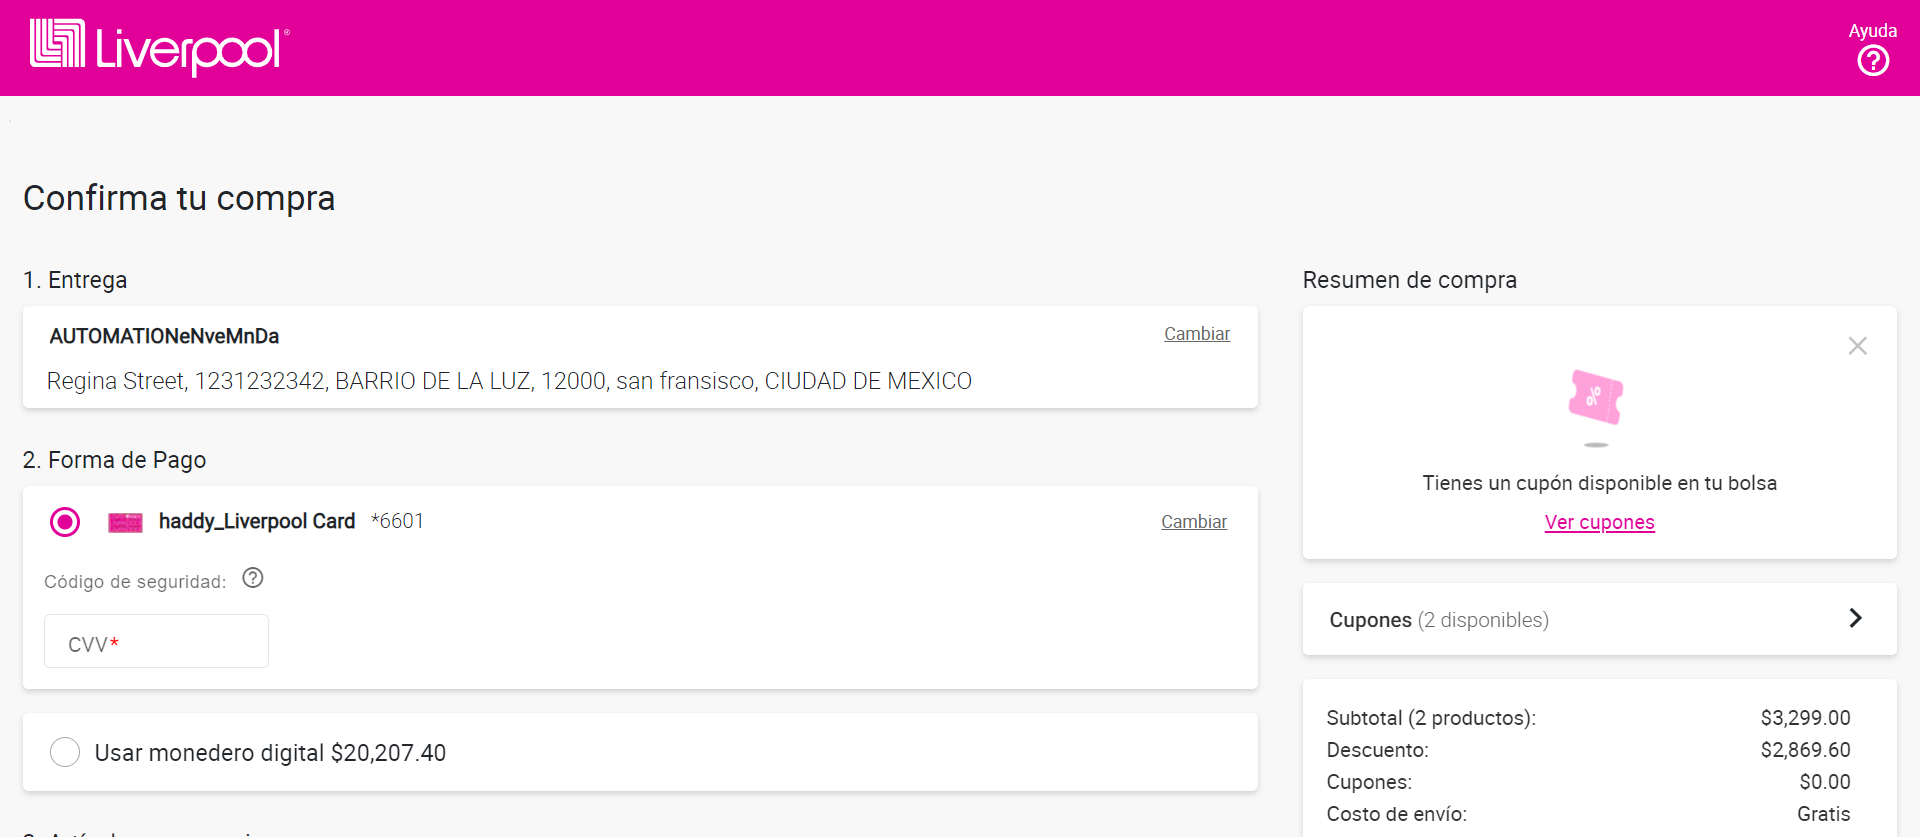 Liverpool®
Ayuda
Confirma tu compra
1. Entrega
AUTOMATIONeNveMnDa
Cambiar
Regina Street, 1231232342, BARRIO DE LA LUZ, 12000, san fransisco, CIUDAD DE MEXICO
2. Forma de Pago
haddy_Liverpool Card *6601
Cambiar
Código de seguridad: ?
CVV*
Usar monedero digital $20,207.40
Resumen de compra
%
Tienes un cupón disponible en tu bolsa
Ver cupones
Cupones (2 disponibles)
Subtotal (2 productos): $3,299.00
Descuento: $2,869.60
Cupones: $0.00
Costo de envío: Gratis